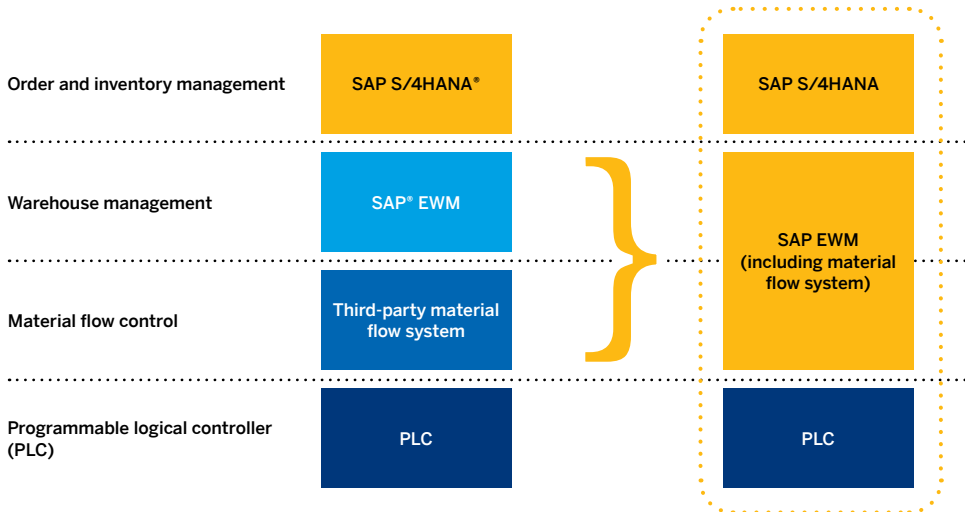 Order and inventory management
SAP S/4HANA®
SAP S/4HANA
Warehouse management
SAP® EWM
SAP EWM
(including material
flow system)
Material flow control
Third-party material
flow system
Programmable logical controller
(PLC)
PLC
PLC